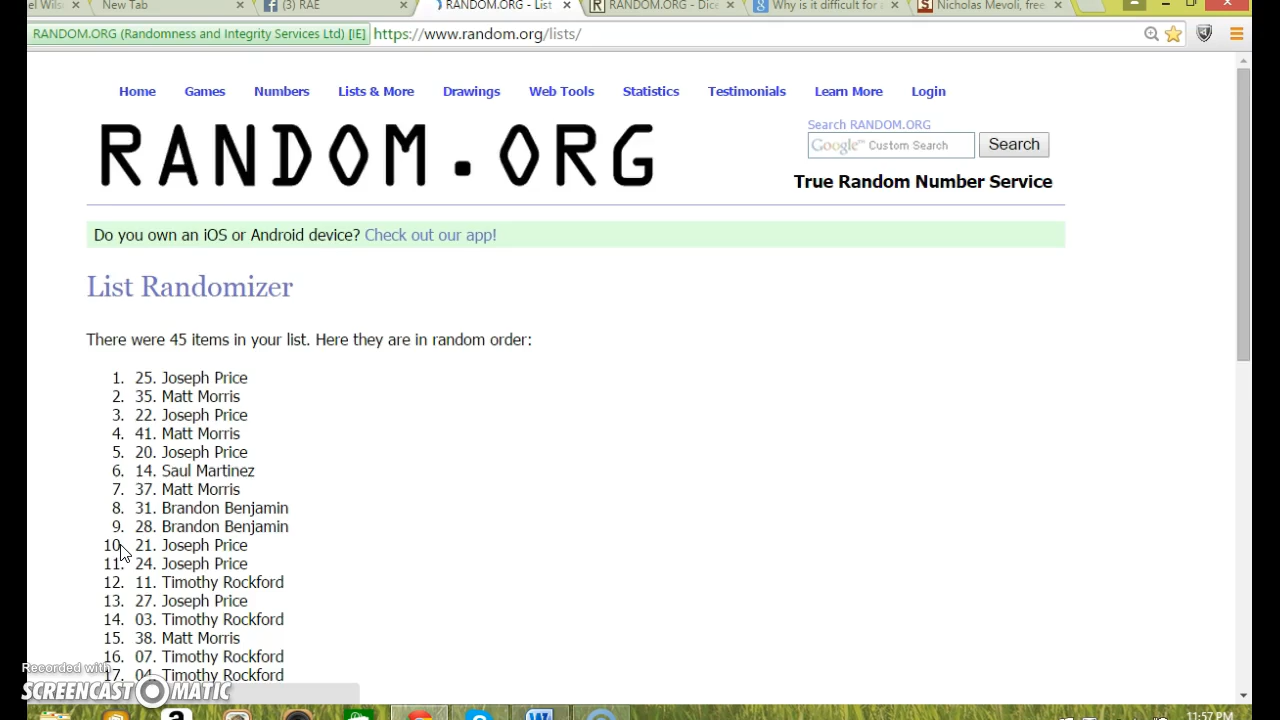 el Wils
New Tab
(3) RAE
RANDOM.ORG - List
RANDOM.ORG - Dice
Why is it difficult for a
Nicholas Mevoli, free
RANDOM.ORG (Randomness and Integrity Services Ltd) [IE]
https://www.random.org/lists/
Home Games Numbers Lists & More Drawings Web Tools Statistics Testimonials Learn More Login
RANDOM.ORG
Search RANDOM.ORG
Google™ Custom Search
Search
True Random Number Service
Do you own an iOS or Android device? Check out our app!
List Randomizer
There were 45 items in your list. Here they are in random order:
1. 25. Joseph Price
2. 35. Matt Morris
3. 22. Joseph Price
4. 41. Matt Morris
5. 20. Joseph Price
6. 14. Saul Martinez
7. 37. Matt Morris
8. 31. Brandon Benjamin
9. 28. Brandon Benjamin
10. 21. Joseph Price
11. 24. Joseph Price
12. 11. Timothy Rockford
13. 27. Joseph Price
14. 03. Timothy Rockford
15. 38. Matt Morris
16. 07. Timothy Rockford
17. 04. Timothy Rockford
Recorded with
SCREENCAST MATIC
11:57 PM